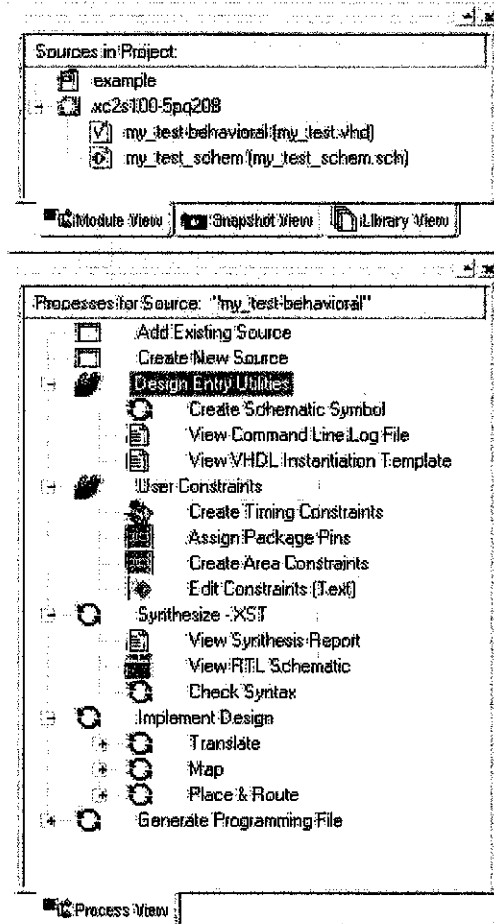 Sources in Project:
example
xc2s100-5pq208
my_test-behavioral (my_test.vhd)
my_test_schem (my_test_schem.sch)
Module View Snapshot View Library View
Processes for Source: "my_test-behavioral"
Add Existing Source
Create New Source
Design Entry Utilities
Create Schematic Symbol
View Command Line Log File
View VHDL Instantiation Template
User Constraints
Create Timing Constraints
Assign Package Pins
Create Area Constraints
Edit Constraints (Text)
Synthesize - XST
View Synthesis Report
View RTL Schematic
Check Syntax
Implement Design
Translate
Map
Place & Route
Generate Programming File
Process View